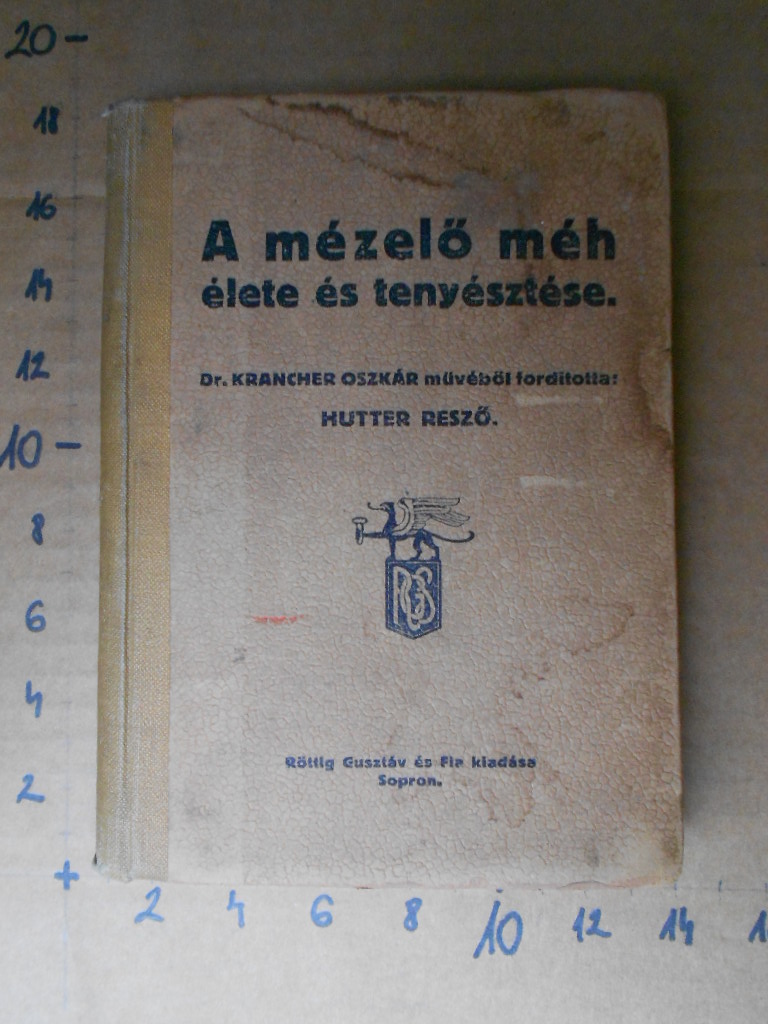 20
18
16
14
12
10
8
6
4
2
A mézelő méh
élete és tenyésztése.
Dr. KRANCHER OSZKÁR művéből fordította:
HUTTER RESZŐ.
Röttig Gusztáv és Fia kiadása
Sopron.
2 4 6 8 10 12 14